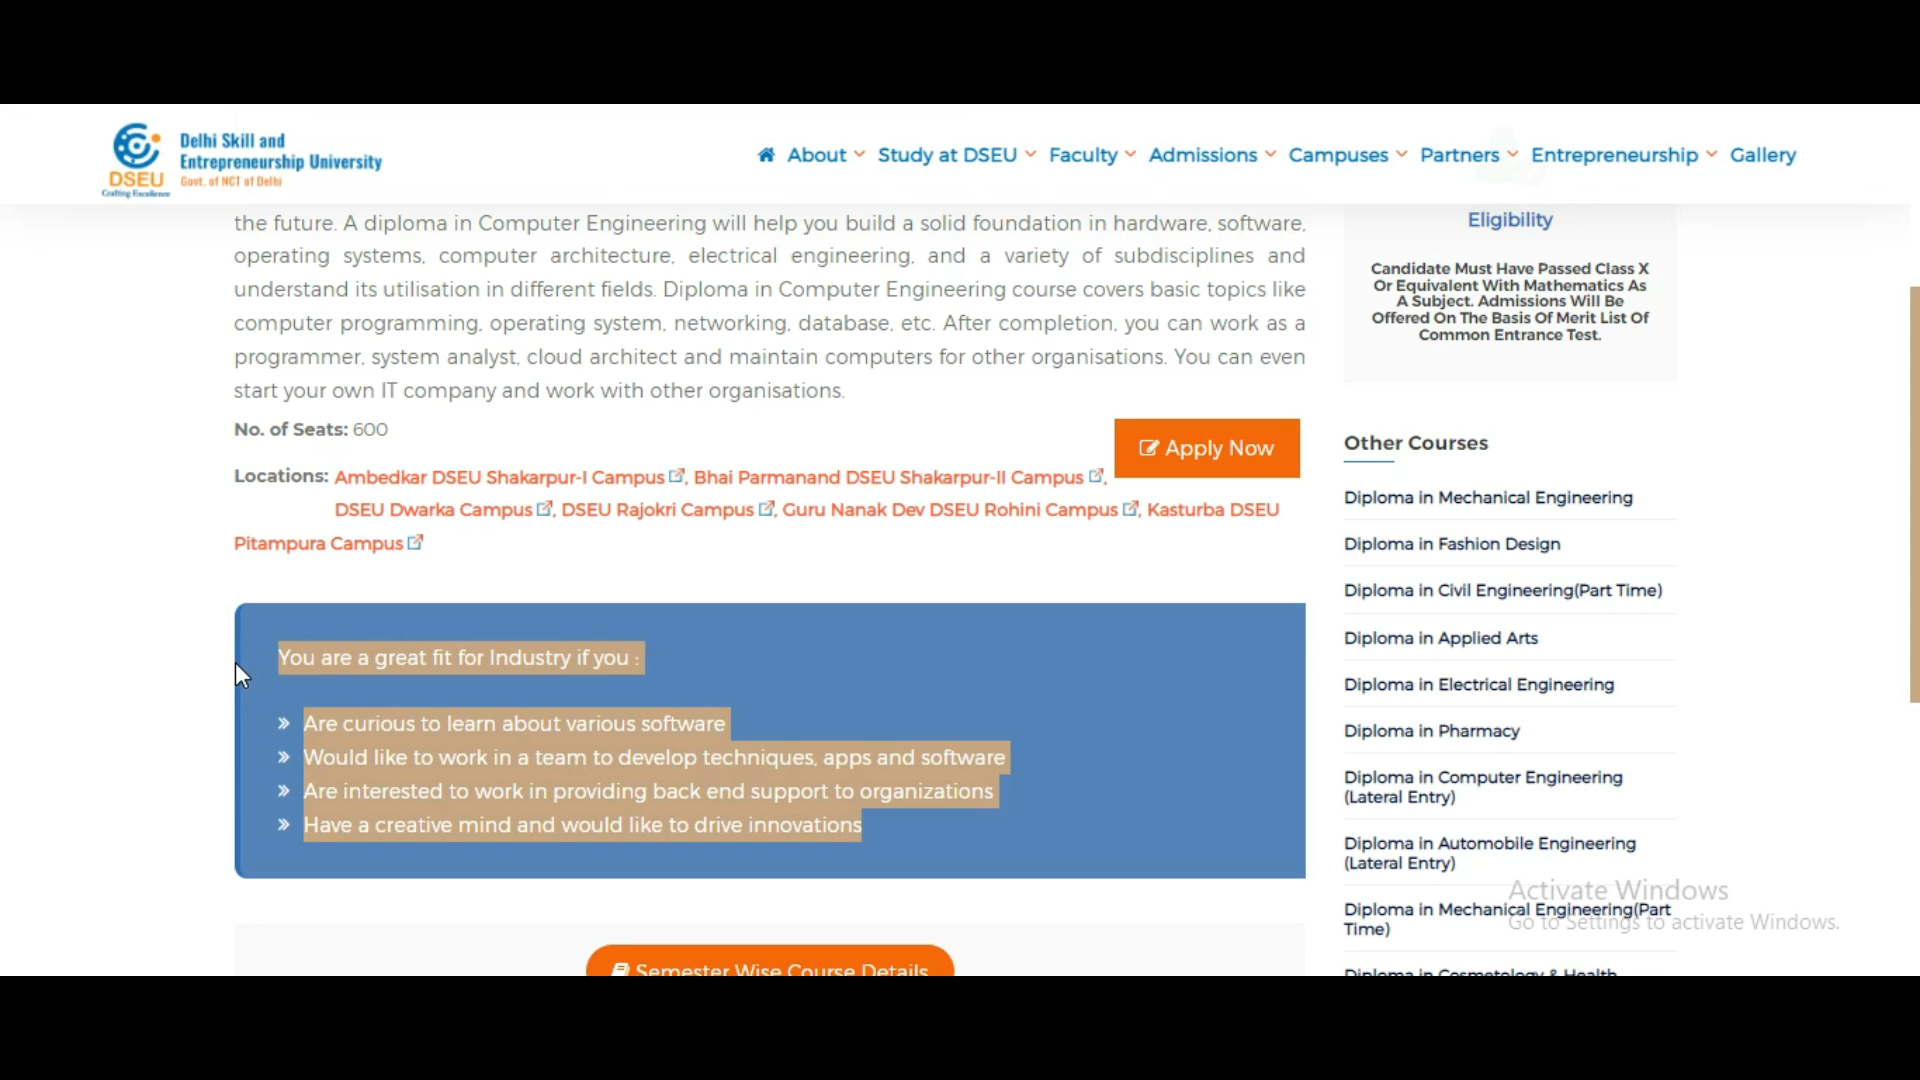 Delhi Skill and
Entrepreneurship University
Govt. of NCT of Delhi
DSEU
Crafting Excellence
About Study at DSEU Faculty Admissions Campuses Partners Entrepreneurship Gallery
the future. A diploma in Computer Engineering will help you build a solid foundation in hardware, software,
operating systems, computer architecture, electrical engineering, and a variety of subdisciplines and
understand its utilisation in different fields. Diploma in Computer Engineering course covers basic topics like
computer programming, operating system, networking, database, etc. After completion, you can work as a
programmer, system analyst, cloud architect and maintain computers for other organisations. You can even
start your own IT company and work with other organisations.
No. of Seats: 600
Apply Now
Locations: Ambedkar DSEU Shakarpur-I Campus, Bhai Parmanand DSEU Shakarpur-II Campus,
DSEU Dwarka Campus, DSEU Rajokri Campus, Guru Nanak Dev DSEU Rohini Campus, Kasturba DSEU
Pitampura Campus
You are a great fit for Industry if you :
» Are curious to learn about various software
» Would like to work in a team to develop techniques, apps and software
» Are interested to work in providing back end support to organizations
» Have a creative mind and would like to drive innovations
Semester Wise Course Details
Eligibility
Candidate Must Have Passed Class X
Or Equivalent With Mathematics As
A Subject. Admissions Will Be
Offered On The Basis Of Merit List Of
Common Entrance Test.
Other Courses
Diploma in Mechanical Engineering
Diploma in Fashion Design
Diploma in Civil Engineering(Part Time)
Diploma in Applied Arts
Diploma in Electrical Engineering
Diploma in Pharmacy
Diploma in Computer Engineering
(Lateral Entry)
Diploma in Automobile Engineering
(Lateral Entry)
Diploma in Mechanical Engineering(Part
Time)
Diploma in Cosmetology & Health
Activate Windows
Go to Settings to activate Windows.